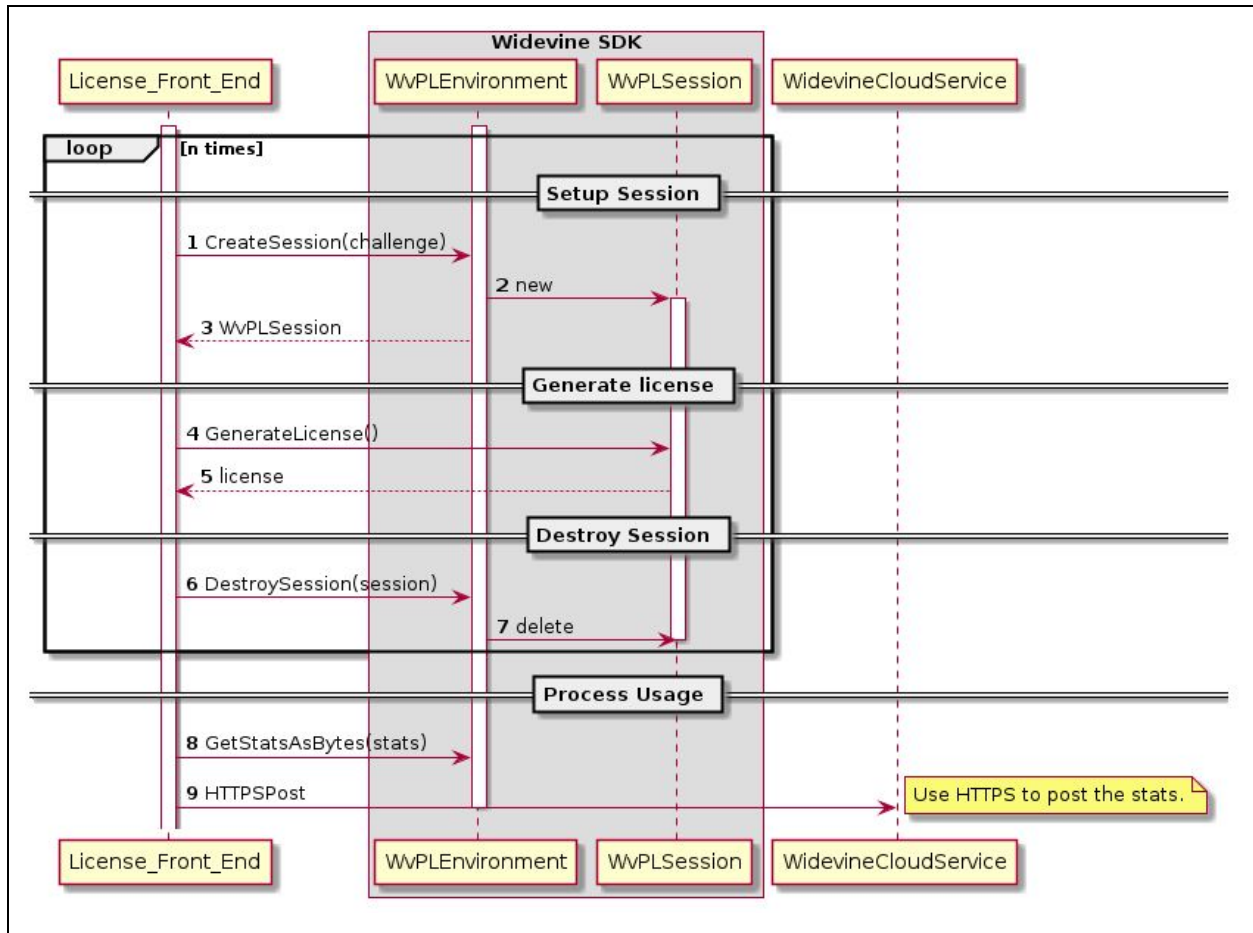 Widevine SDK
License_Front_End WvPLEnvironment WvPLSession WidevineCloudService
loop [n times]
Setup Session
1 CreateSession(challenge)
2 new
3 WvPLSession
Generate license
4 GenerateLicense()
5 license
Destroy Session
6 DestroySession(session)
7 delete
Process Usage
8 GetStatsAsBytes(stats)
9 HTTPSPost
Use HTTPS to post the stats.
License_Front_End WvPLEnvironment WvPLSession WidevineCloudService